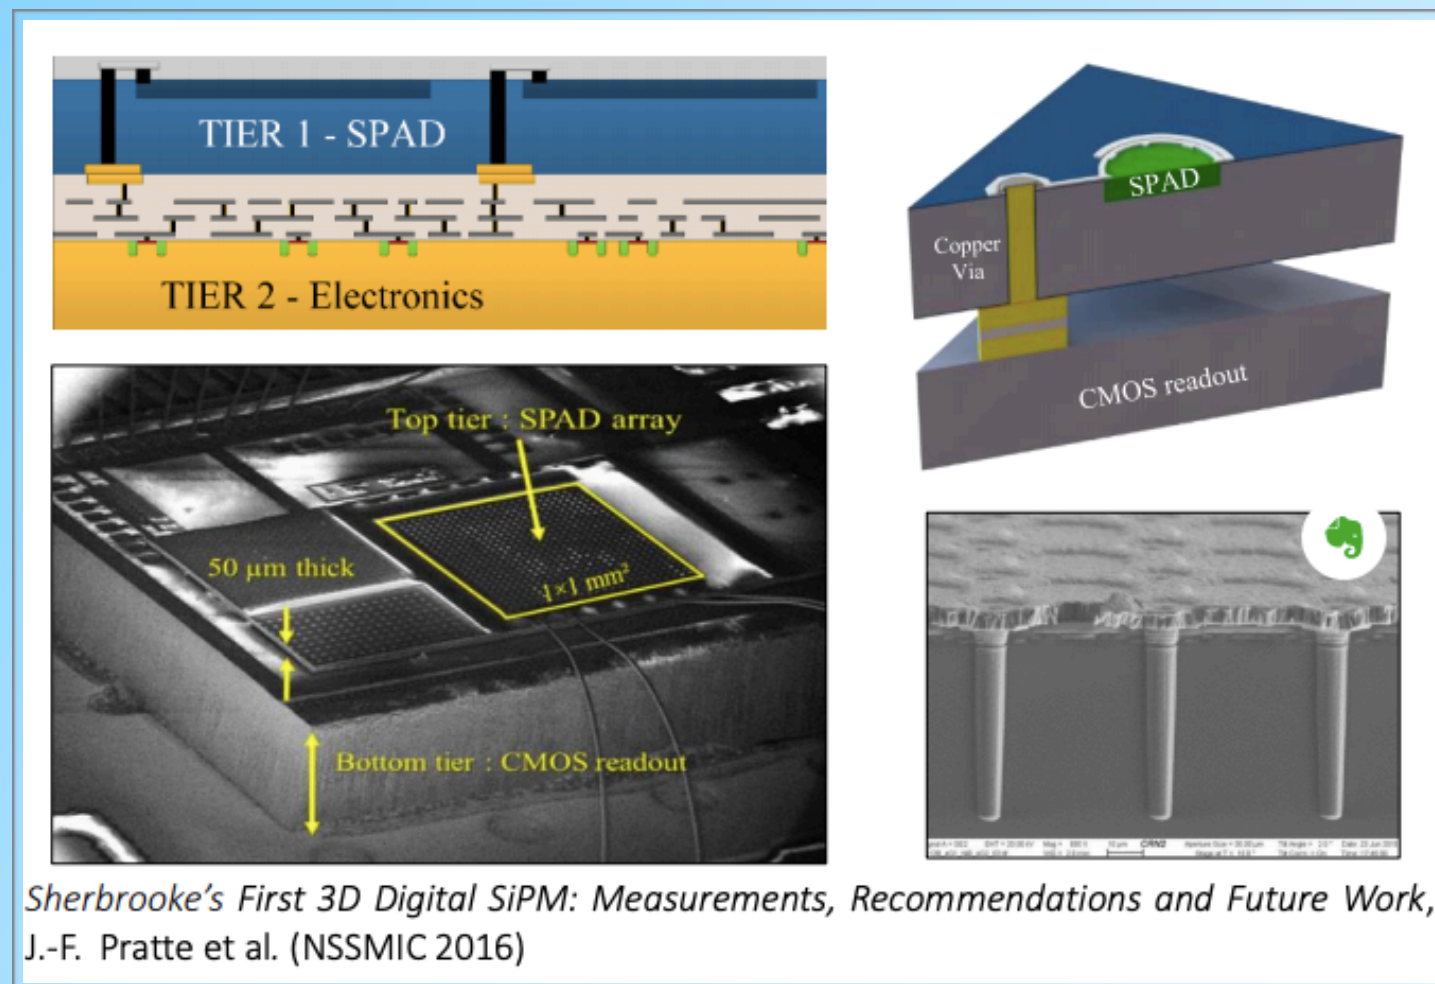 TIER 1 - SPAD
TIER 2 - Electronics
SPAD
Copper
Via
CMOS readout
Top tier : SPAD array
50 µm thick
1×1 mm²
Bottom tier : CMOS readout
CRN2
Sherbrooke's First 3D Digital SiPM: Measurements, Recommendations and Future Work,
J.-F. Pratte et al. (NSSMIC 2016)